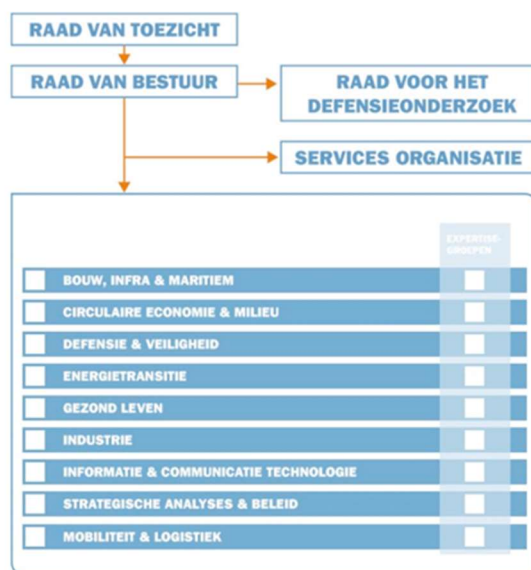 RAAD VAN TOEZICHT
RAAD VAN BESTUUR
RAAD VOOR HET
DEFENSIEONDERZOEK
SERVICES ORGANISATIE
EXPERTISE-
GROEPEN
BOUW, INFRA & MARITIEM
CIRCULAIRE ECONOMIE & MILIEU
DEFENSIE & VEILIGHEID
ENERGIETRANSITIE
GEZOND LEVEN
INDUSTRIE
INFORMATIE & COMMUNICATIE TECHNOLOGIE
STRATEGISCHE ANALYSES & BELEID
MOBILITEIT & LOGISTIEK